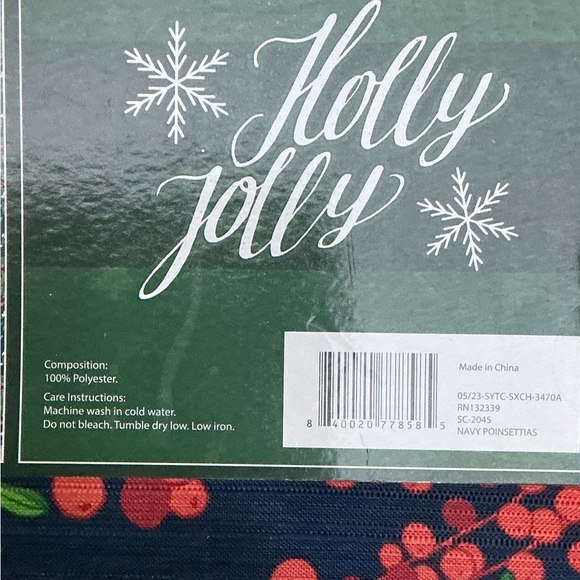 Holly
Jolly
Composition:
100% Polyester.
Care Instructions:
Machine wash in cold water.
Do not bleach. Tumble dry low. Low iron.
8 40020 77858 5
Made in China
05/23-SYTC-SXCH-3470A
RN132339
SC-2045
NAVY POINSETTIAS